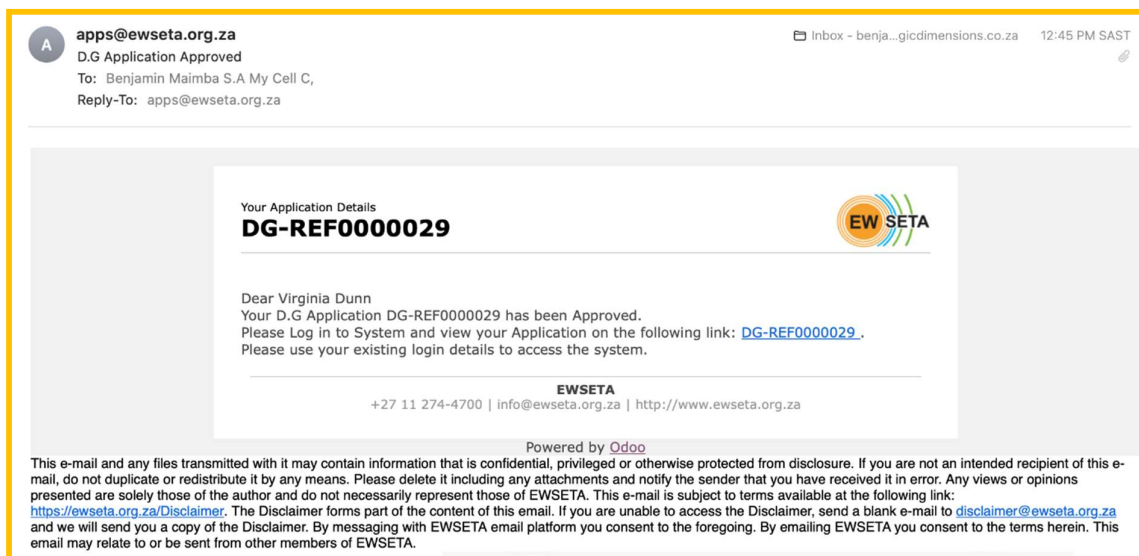 A
apps@ewseta.org.za
Inbox - benja...gicdimensions.co.za
12:45 PM SAST
D.G Application Approved
To: Benjamin Maimba S.A My Cell C,
Reply-To: apps@ewseta.org.za
Your Application Details
DG-REF0000029
EW SETA
Dear Virginia Dunn
Your D.G Application DG-REF0000029 has been Approved.
Please Log in to System and view your Application on the following link: DG-REF0000029 .
Please use your existing login details to access the system.
EWSETA
+27 11 274-4700 | info@ewseta.org.za | http://www.ewseta.org.za
Powered by Odoo
This e-mail and any files transmitted with it may contain information that is confidential, privileged or otherwise protected from disclosure. If you are not an intended recipient of this e-
mail, do not duplicate or redistribute it by any means. Please delete it including any attachments and notify the sender that you have received it in error. Any views or opinions
presented are solely those of the author and do not necessarily represent those of EWSETA. This e-mail is subject to terms available at the following link:
https://ewseta.org.za/Disclaimer. The Disclaimer forms part of the content of this email. If you are unable to access the Disclaimer, send a blank e-mail to disclaimer@ewseta.org.za
and we will send you a copy of the Disclaimer. By messaging with EWSETA email platform you consent to the foregoing. By emailing EWSETA you consent to the terms herein. This
email may relate to or be sent from other members of EWSETA.